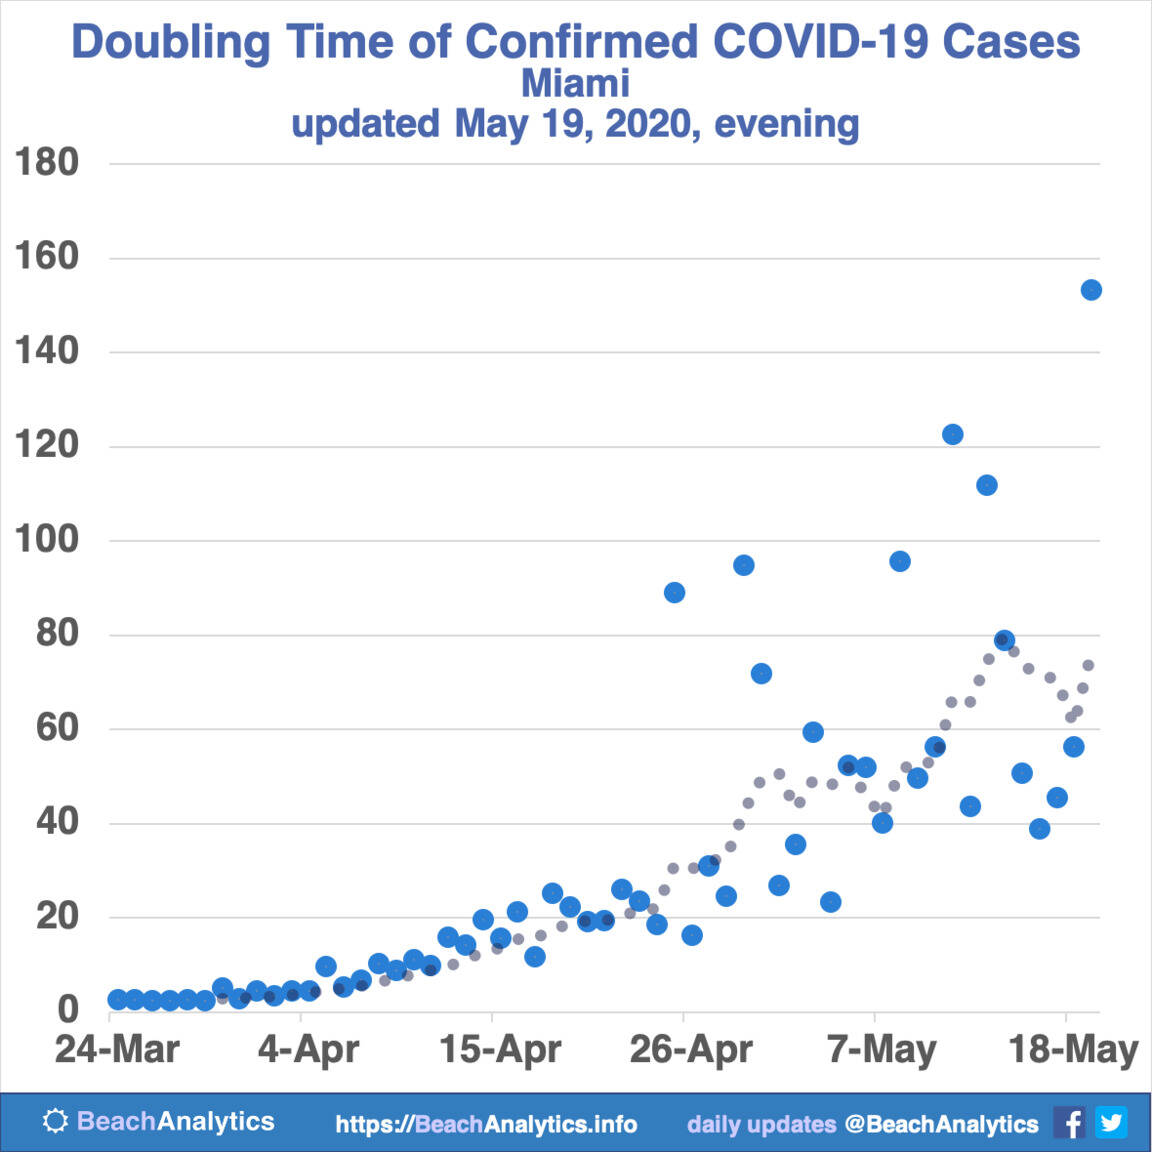 Doubling Time of Confirmed COVID-19 Cases
Miami
updated May 19, 2020, evening
180
160
140
120
100
80
60
40
20
0
24-Mar 4-Apr 15-Apr 26-Apr 7-May 18-May
BeachAnalytics https://BeachAnalytics.info daily updates @BeachAnalytics